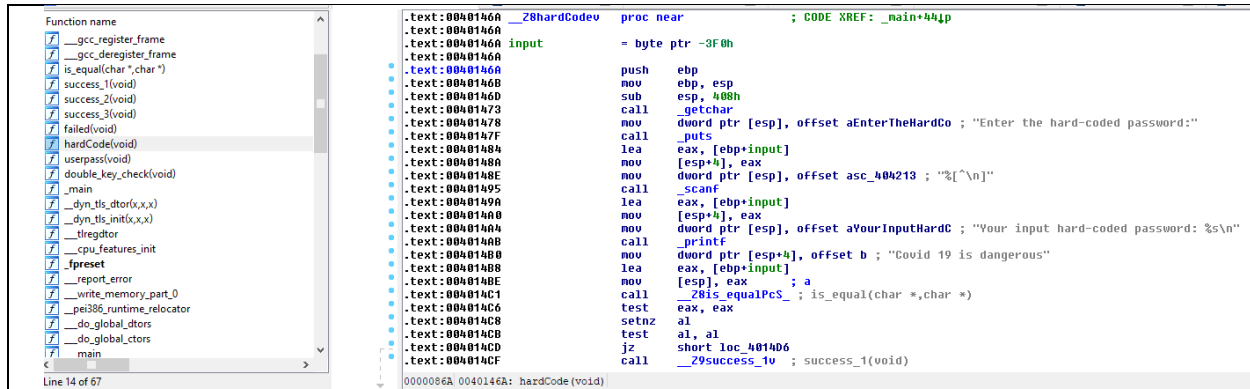 Function name
___gcc_register_frame
___gcc_deregister_frame
is_equal(char *,char *)
success_1(void)
success_2(void)
success_3(void)
failed(void)
hardCode(void)
userpass(void)
double_key_check(void)
_main
__dyn_tls_dtor(x,x,x)
__dyn_tls_init(x,x,x)
___tlregdtor
___cpu_features_init
_fpreset
___report_error
___write_memory_part_0
__pei386_runtime_relocator
___do_global_dtors
___do_global_ctors
___main
Line 14 of 67
.text:0040146A __Z8hardCodev proc near ; CODE XREF: _main+44↓p
.text:0040146A
.text:0040146A input = byte ptr -3F0h
.text:0040146A
.text:0040146A push ebp
.text:0040146B mov ebp, esp
.text:0040146D sub esp, 408h
.text:00401473 call _getchar
.text:00401478 mov dword ptr [esp], offset aEnterTheHardCo ; "Enter the hard-coded password:"
.text:0040147F call _puts
.text:00401484 lea eax, [ebp+input]
.text:0040148A mov [esp+4], eax
.text:0040148E mov dword ptr [esp], offset asc_404213 ; "%[^\n]"
.text:00401495 call _scanf
.text:0040149A lea eax, [ebp+input]
.text:004014A0 mov [esp+4], eax
.text:004014A4 mov dword ptr [esp], offset aYourInputHardC ; "Your input hard-coded password: %s\n"
.text:004014AB call _printf
.text:004014B0 mov dword ptr [esp+4], offset b ; "Covid 19 is dangerous"
.text:004014B8 lea eax, [ebp+input]
.text:004014BE mov [esp], eax ; a
.text:004014C1 call __Z8is_equalPcS_ ; is_equal(char *,char *)
.text:004014C6 test eax, eax
.text:004014C8 setnz al
.text:004014CB test al, al
.text:004014CD jz short loc_4014D6
.text:004014CF call __Z9success_1v ; success_1(void)
0000086A 0040146A: hardCode(void)